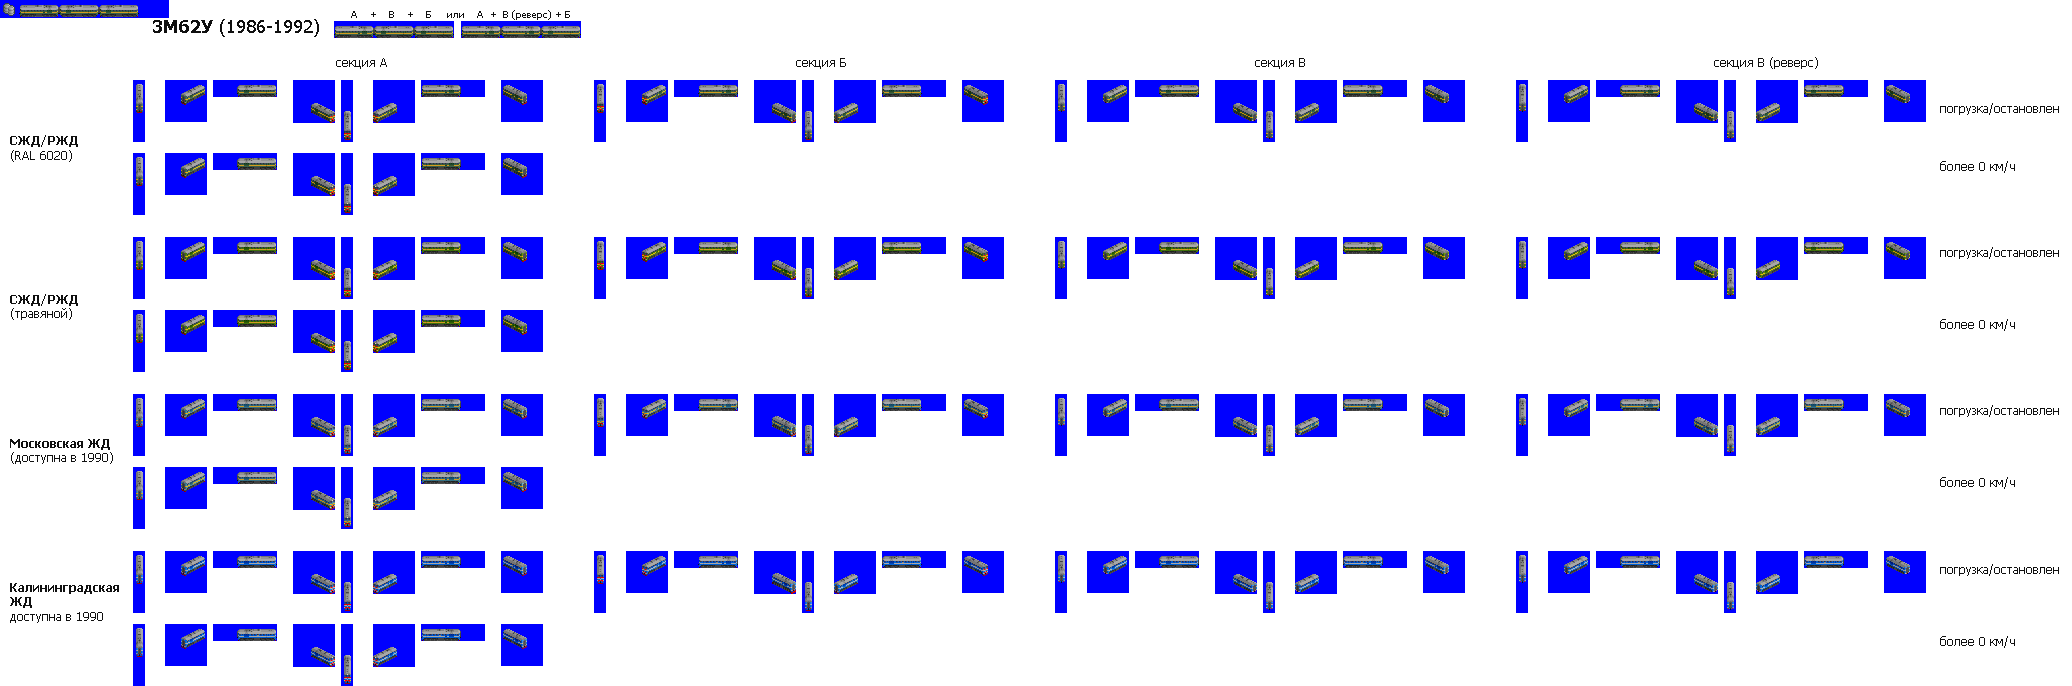 А + В + Б или А + В (реверс) + Б
3М62У (1986-1992)
секция А секция Б секция В секция В (реверс)
погрузка/остановлен
СЖД/РЖД
(RAL 6020)
более 0 км/ч
погрузка/остановлен
СЖД/РЖД
(травяной)
более 0 км/ч
погрузка/остановлен
Московская ЖД
(доступна в 1990)
более 0 км/ч
погрузка/остановлен
Калининградская
ЖД
доступна в 1990
более 0 км/ч